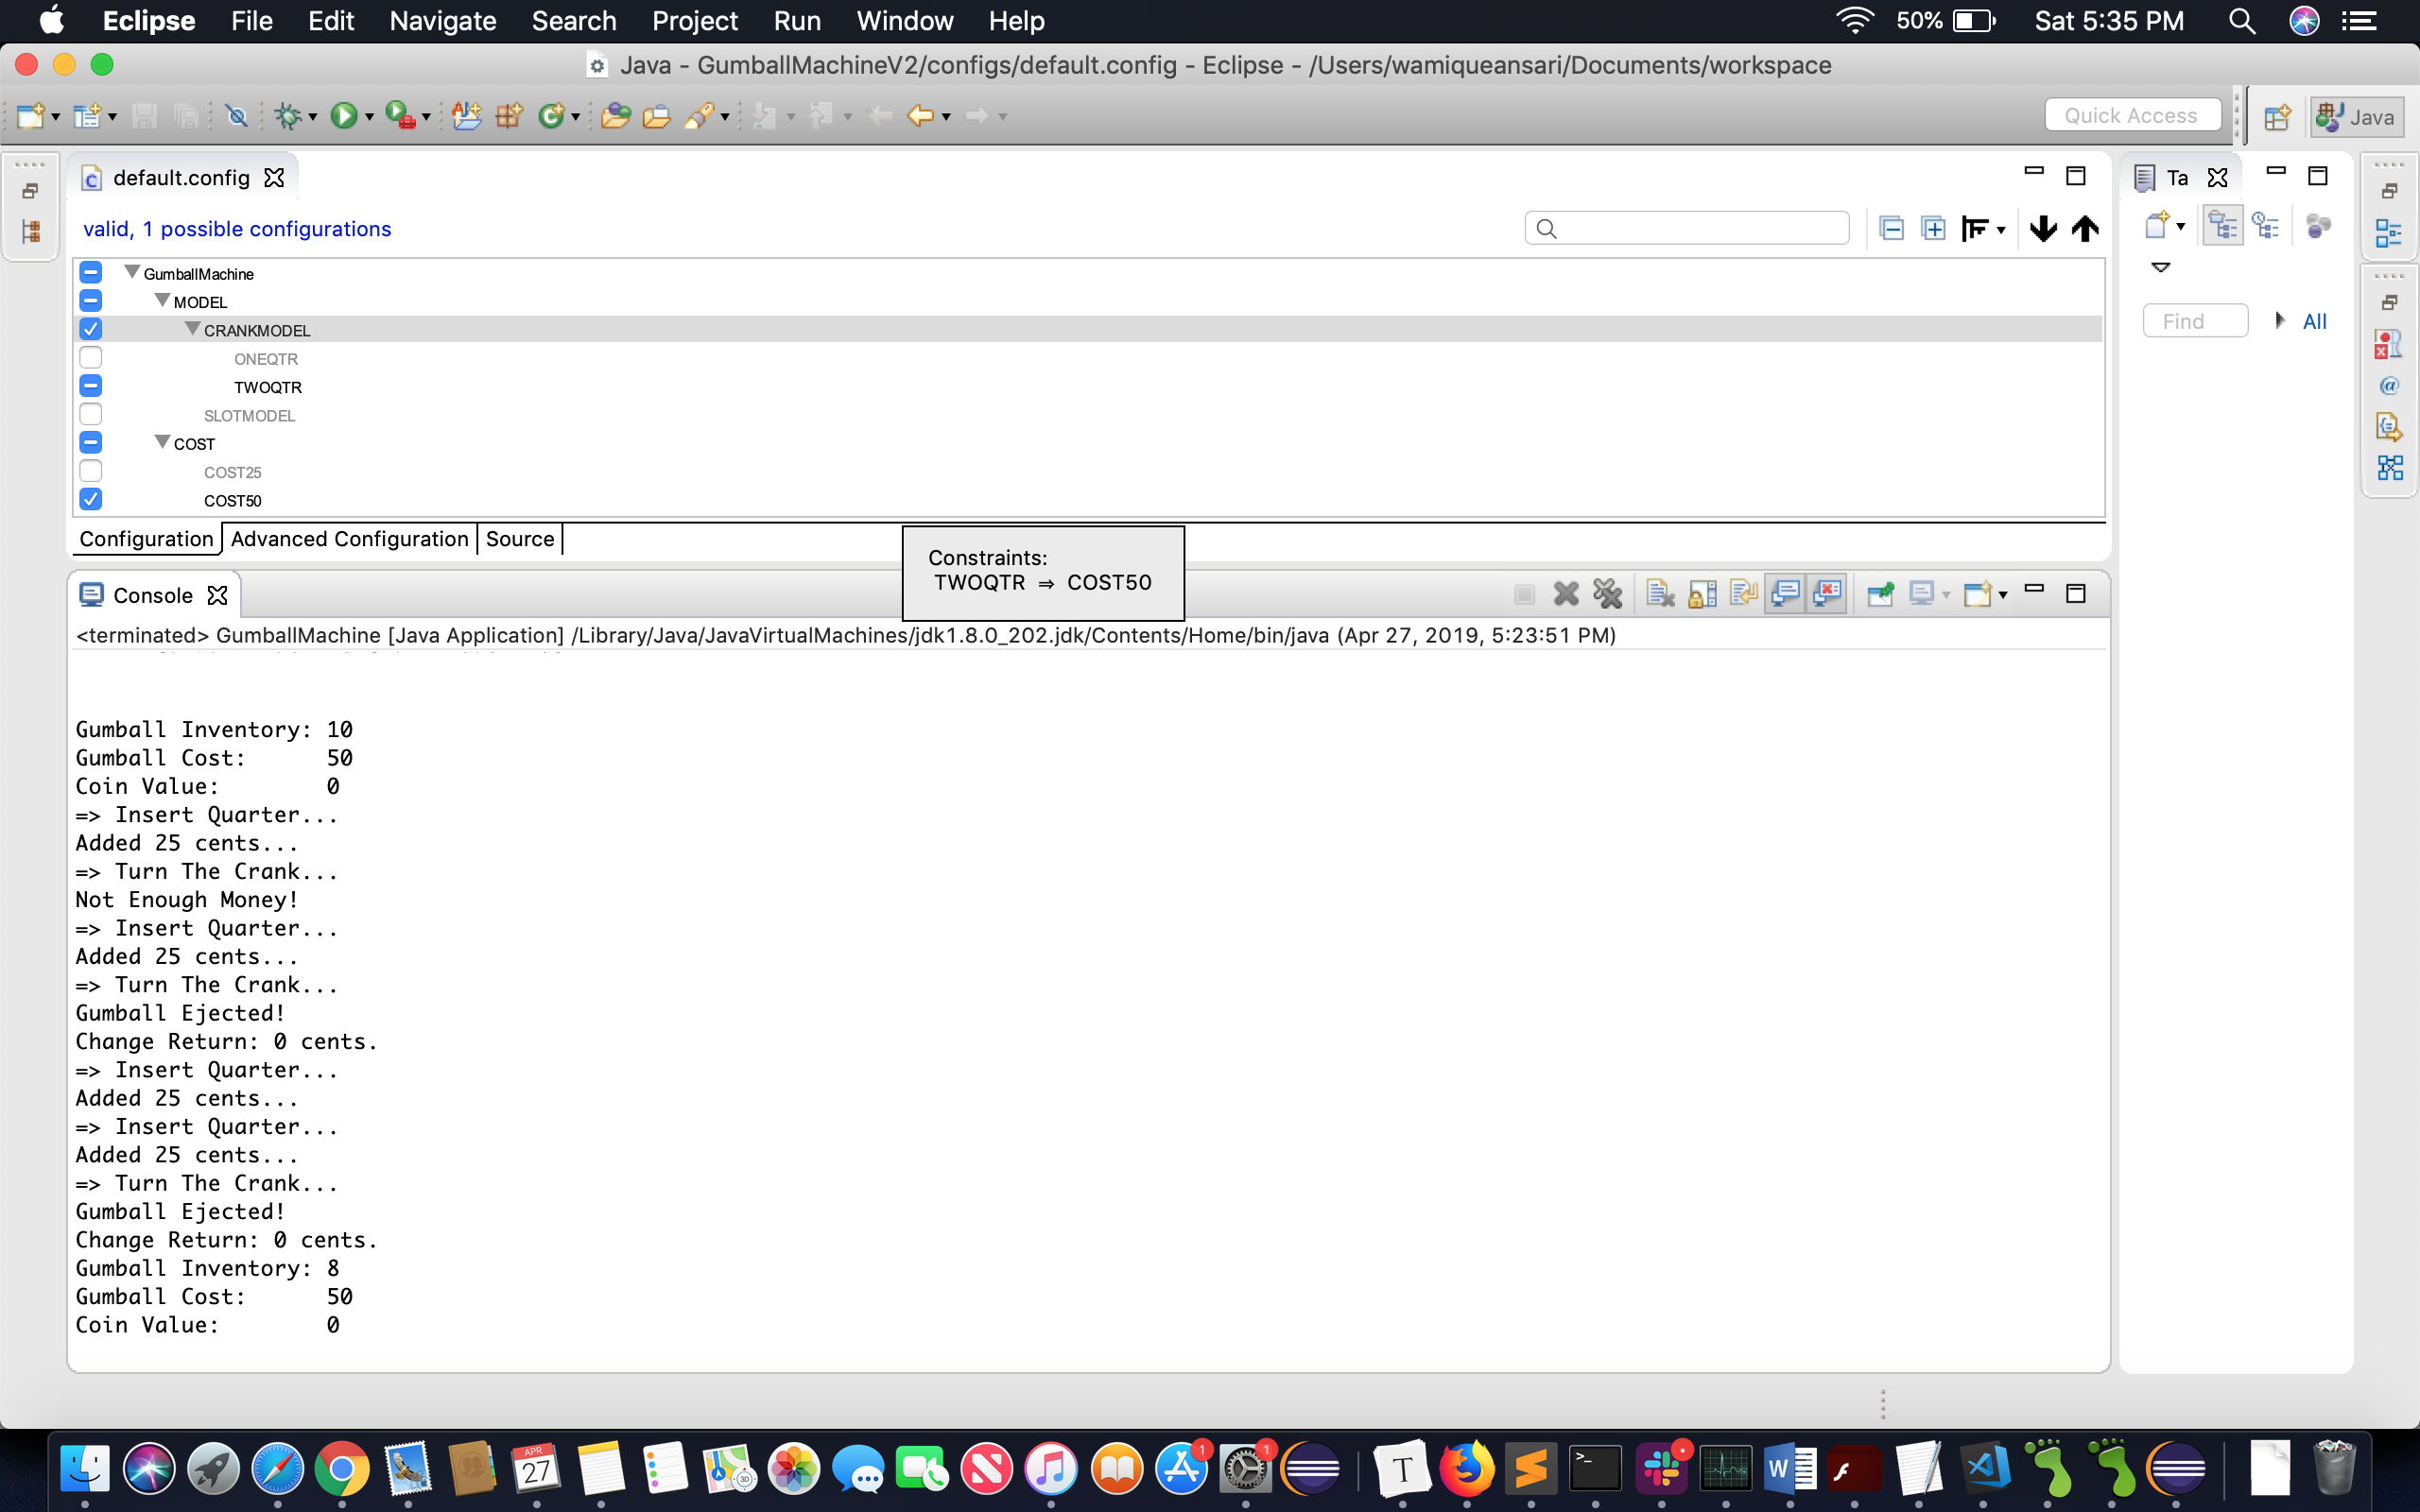 Eclipse File Edit Navigate Search Project Run Window Help 50% Sat 5:35 PM
Java - GumballMachineV2/configs/default.config - Eclipse - /Users/wamiqueansari/Documents/workspace
Quick Access Java
default.config
Ta
valid, 1 possible configurations
GumballMachine
MODEL
CRANKMODEL
ONEQTR
TWOQTR
SLOTMODEL
COST
COST25
COST50
Find All
Configuration Advanced Configuration Source
Constraints:
TWOQTR ⇒ COST50
Console
<terminated> GumballMachine [Java Application] /Library/Java/JavaVirtualMachines/jdk1.8.0_202.jdk/Contents/Home/bin/java (Apr 27, 2019, 5:23:51 PM)
Gumball Inventory: 10
Gumball Cost: 50
Coin Value: 0
=> Insert Quarter...
Added 25 cents...
=> Turn The Crank...
Not Enough Money!
=> Insert Quarter...
Added 25 cents...
=> Turn The Crank...
Gumball Ejected!
Change Return: 0 cents.
=> Insert Quarter...
Added 25 cents...
=> Insert Quarter...
Added 25 cents...
=> Turn The Crank...
Gumball Ejected!
Change Return: 0 cents.
Gumball Inventory: 8
Gumball Cost: 50
Coin Value: 0
APR
27
3D
1
1
T
>_
W